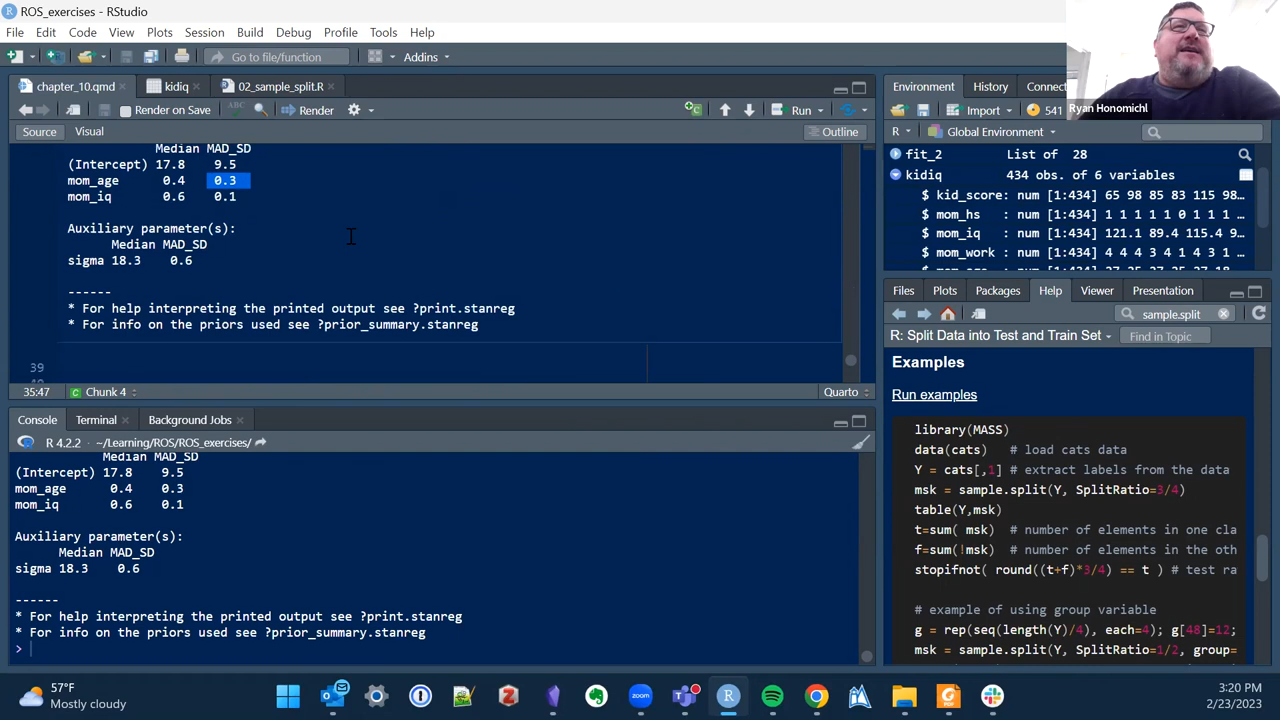 ROS_exercises - RStudio
File Edit Code View Plots Session Build Debug Profile Tools Help
Go to file/function Addins
chapter_10.qmd kidiq 02_sample_split.R
Render on Save ABC Render Run
Source Visual Outline
Median MAD_SD
(Intercept) 17.8 9.5
mom_age 0.4 0.3
mom_iq 0.6 0.1
Auxiliary parameter(s):
Median MAD_SD
sigma 18.3 0.6
------
* For help interpreting the printed output see ?print.stanreg
* For info on the priors used see ?prior_summary.stanreg
39
35:47 Chunk 4 Quarto
Console Terminal Background Jobs
R 4.2.2 · ~/Learning/ROS/ROS_exercises/
Median MAD_SD
(Intercept) 17.8 9.5
mom_age 0.4 0.3
mom_iq 0.6 0.1
Auxiliary parameter(s):
Median MAD_SD
sigma 18.3 0.6
------
* For help interpreting the printed output see ?print.stanreg
* For info on the priors used see ?prior_summary.stanreg
>
Ryan Honomichl
Environment History Connec
Import 541
R Global Environment
fit_2 List of 28
kidiq 434 obs. of 6 variables
$ kid_score: num [1:434] 65 98 85 83 115 98…
$ mom_hs : num [1:434] 1 1 1 1 0 1 1 1 …
$ mom_iq : num [1:434] 121.1 89.4 115.4 9…
$ mom_work : num [1:434] 4 4 4 3 4 1 4 3 1 …
Files Plots Packages Help Viewer Presentation
sample.split
R: Split Data into Test and Train Set Find in Topic
Examples
Run examples
library(MASS)
data(cats) # load cats data
Y = cats[,1] # extract labels from the data
msk = sample.split(Y, SplitRatio=3/4)
table(Y,msk)
t=sum( msk) # number of elements in one cla
f=sum(!msk) # number of elements in the oth
stopifnot( round((t+f)*3/4) == t ) # test ra
# example of using group variable
g = rep(seq(length(Y)/4), each=4); g[48]=12;
msk = sample.split(Y, SplitRatio=1/2, group=
57°F
Mostly cloudy
zoom
3:20 PM
2/23/2023